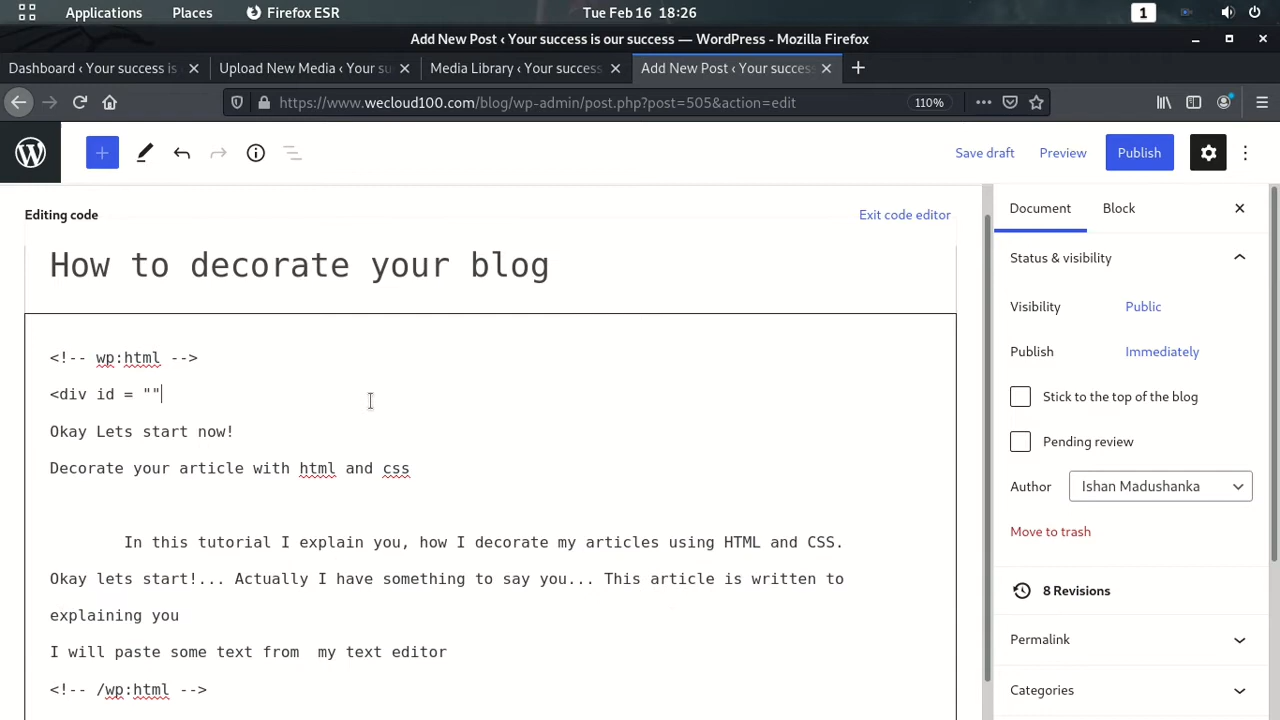 Applications Places Firefox ESR Tue Feb 16 18:26 1
Add New Post ‹ Your success is our success — WordPress - Mozilla Firefox
Dashboard ‹ Your success is Upload New Media ‹ Your su Media Library ‹ Your success Add New Post ‹ Your success
https://www.wecloud100.com/blog/wp-admin/post.php?post=505&action=edit 110%
Save draft Preview Publish
Editing code Exit code editor
How to decorate your blog
<!-- wp:html -->
<div id = ""
Okay Lets start now!
Decorate your article with html and css
In this tutorial I explain you, how I decorate my articles using HTML and CSS.
Okay lets start!... Actually I have something to say you... This article is written to
explaining you
I will paste some text from  my text editor
<!-- /wp:html -->
Document Block
Status & visibility
Visibility Public
Publish Immediately
Stick to the top of the blog
Pending review
Author Ishan Madushanka
Move to trash
8 Revisions
Permalink
Categories